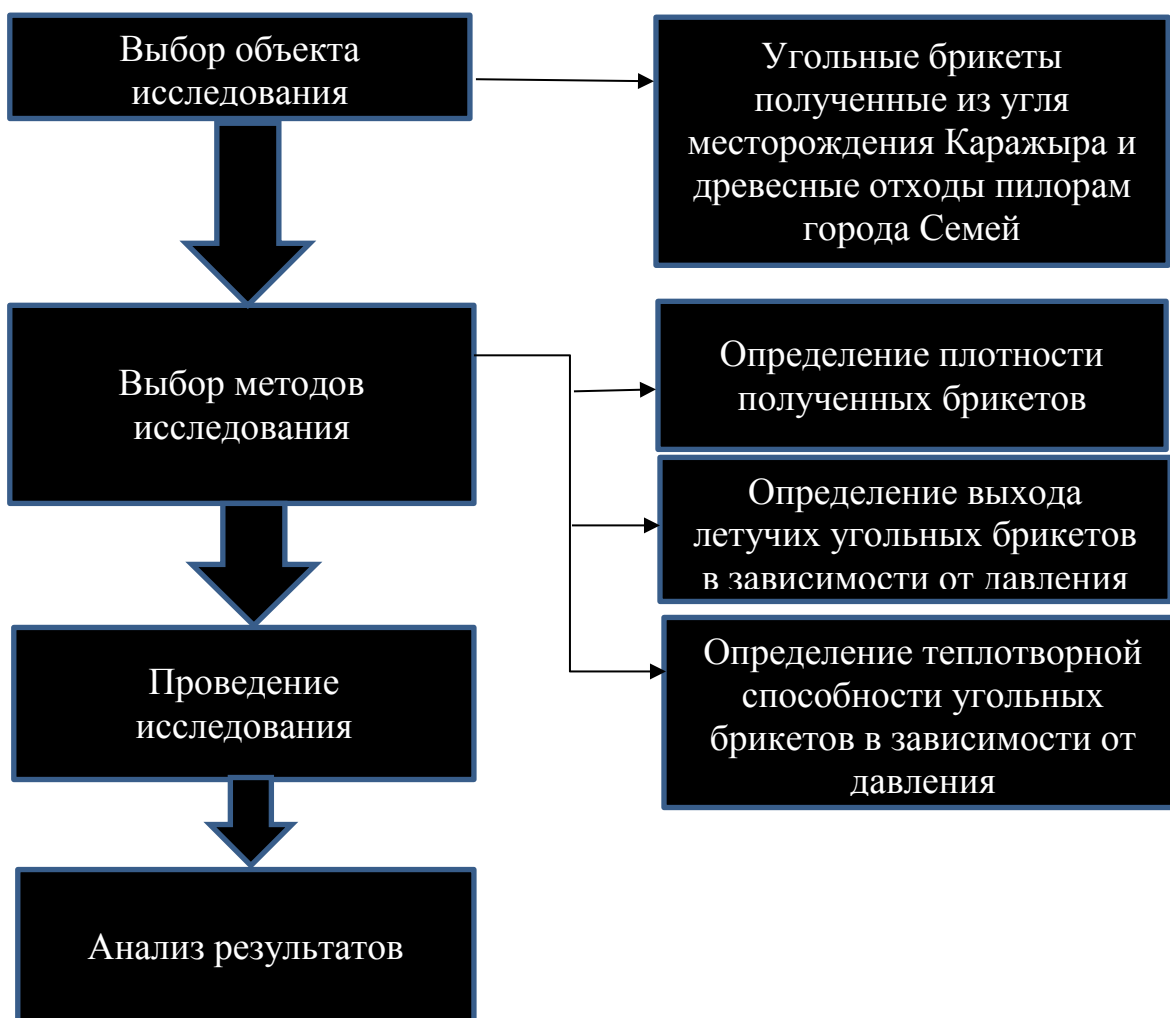 Выбор объекта
исследования
Угольные брикеты
полученные из угля
месторождения Каражыра и
древесные отходы пилорам
города Семей
Выбор методов
исследования
Определение плотности
полученных брикетов
Определение выхода
летучих угольных брикетов
в зависимости от давления
Определение теплотворной
способности угольных
брикетов в зависимости от
давления
Проведение
исследования
Анализ результатов